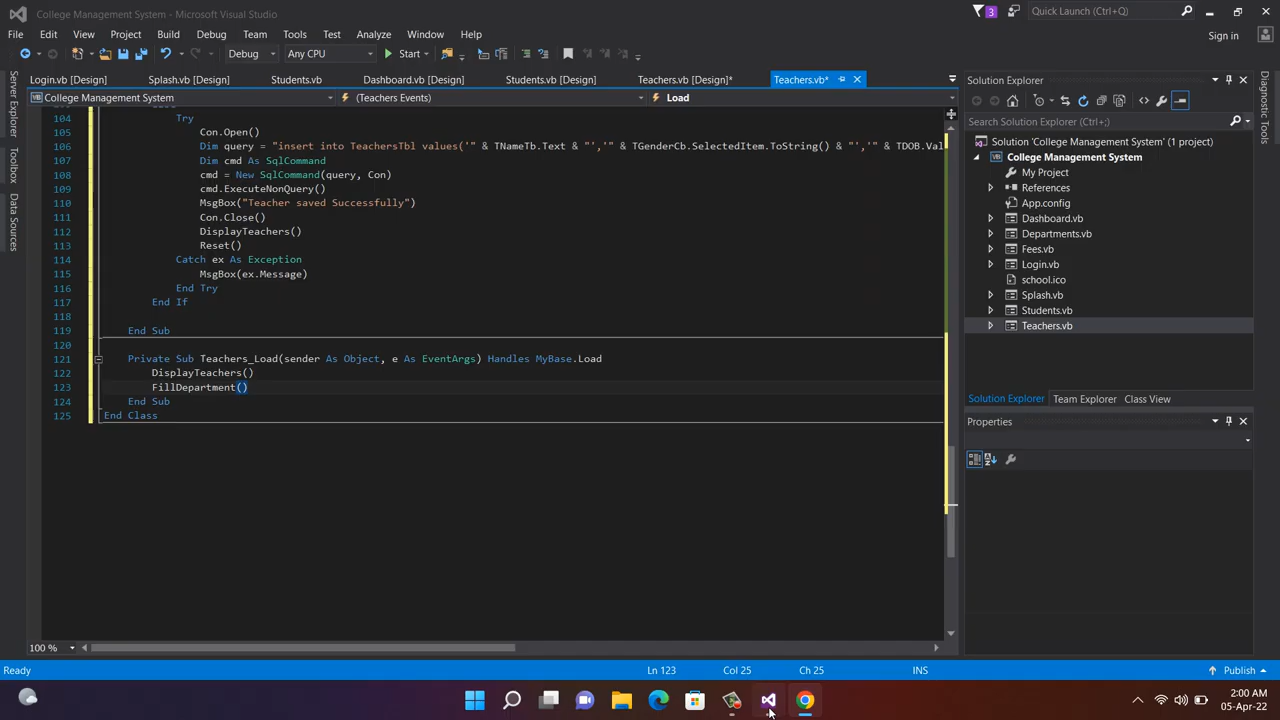 College Management System - Microsoft Visual Studio
3
Quick Launch (Ctrl+Q)
File Edit View Project Build Debug Team Tools Test Analyze Window Help
Sign in
Debug Any CPU Start
Login.vb [Design] Splash.vb [Design] Students.vb Dashboard.vb [Design] Students.vb [Design] Teachers.vb [Design]* Teachers.vb*
College Management System (Teachers Events) Load
Server Explorer
Toolbox
Data Sources
104 Try
105 Con.Open()
106 Dim query = "insert into TeachersTbl values('" & TNameTb.Text & "','" & TGenderCb.SelectedItem.ToString() & "','" & TDOB.Val
107 Dim cmd As SqlCommand
108 cmd = New SqlCommand(query, Con)
109 cmd.ExecuteNonQuery()
110 MsgBox("Teacher saved Successfully")
111 Con.Close()
112 DisplayTeachers()
113 Reset()
114 Catch ex As Exception
115 MsgBox(ex.Message)
116 End Try
117 End If
118
119 End Sub
120
121 Private Sub Teachers_Load(sender As Object, e As EventArgs) Handles MyBase.Load
122 DisplayTeachers()
123 FillDepartment()
124 End Sub
125 End Class
100 %
Solution Explorer
Search Solution Explorer (Ctrl+;)
Solution 'College Management System' (1 project)
College Management System
My Project
References
App.config
Dashboard.vb
Departments.vb
Fees.vb
Login.vb
school.ico
Splash.vb
Students.vb
Teachers.vb
Solution Explorer Team Explorer Class View
Properties
Diagnostic Tools
Ready Ln 123 Col 25 Ch 25 INS Publish
2:00 AM
05-Apr-22